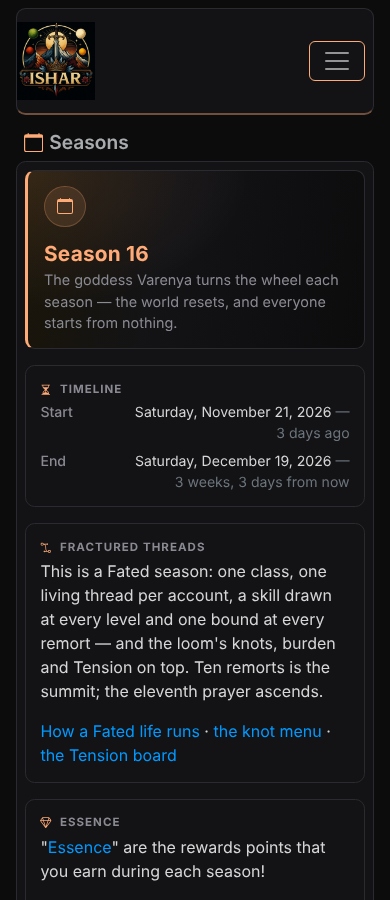 ISHAR
Seasons
Season 16
The goddess Varenya turns the wheel each
season — the world resets, and everyone
starts from nothing.
TIMELINE
Start Saturday, November 21, 2026 —
3 days ago
End Saturday, December 19, 2026 —
3 weeks, 3 days from now
FRACTURED THREADS
This is a Fated season: one class, one
living thread per account, a skill drawn
at every level and one bound at every
remort — and the loom's knots, burden
and Tension on top. Ten remorts is the
summit; the eleventh prayer ascends.
How a Fated life runs · the knot menu ·
the Tension board
ESSENCE
"Essence" are the rewards points that
you earn during each season!